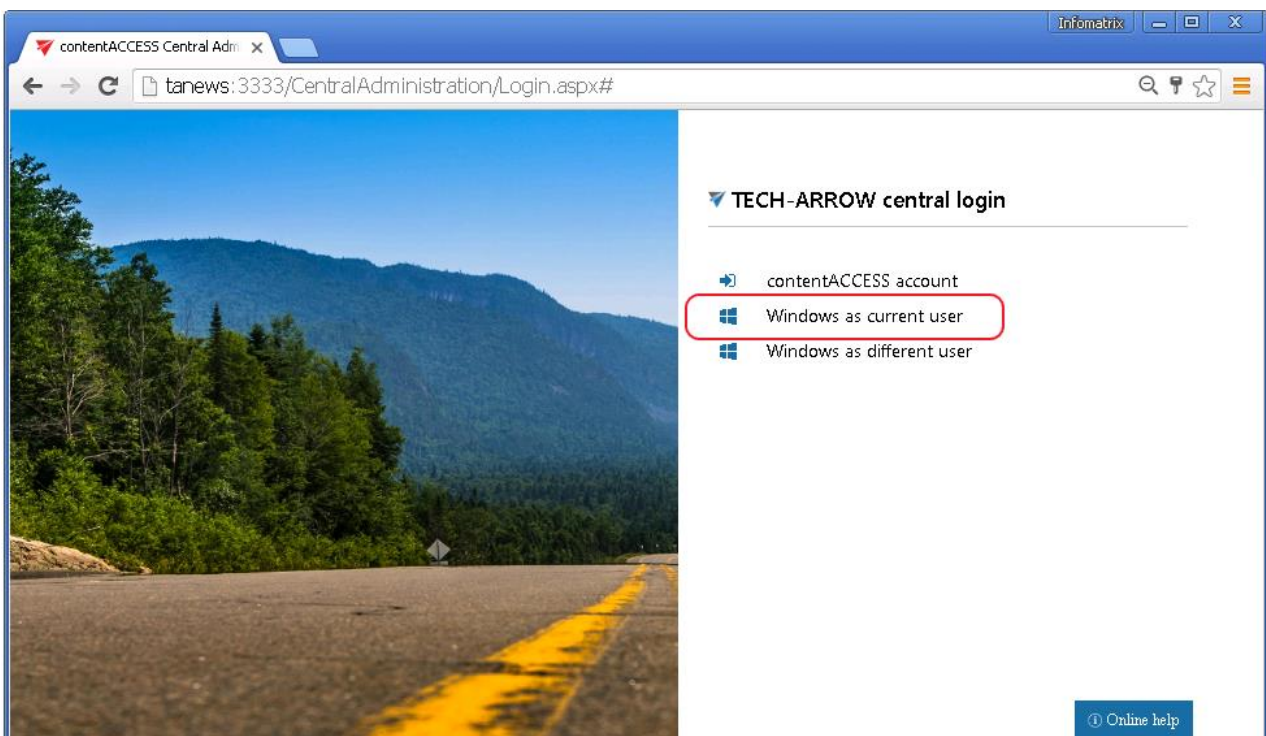 Infomatrix
contentACCESS Central Adm
tanews:3333/CentralAdministration/Login.aspx#
TECH-ARROW central login
contentACCESS account
Windows as current user
Windows as different user
Online help